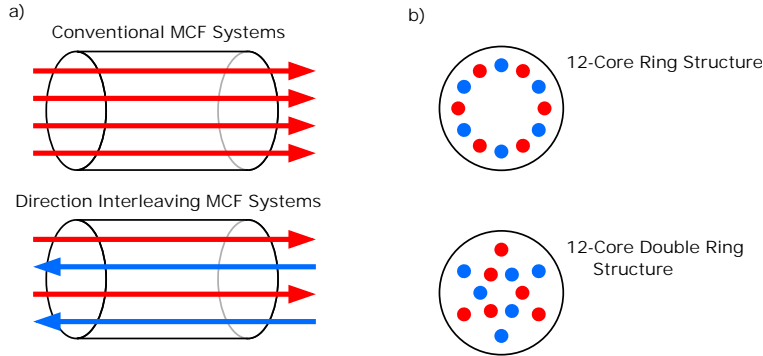 a)
Conventional MCF Systems
Direction Interleaving MCF Systems
b)
12-Core Ring Structure
12-Core Double Ring
Structure